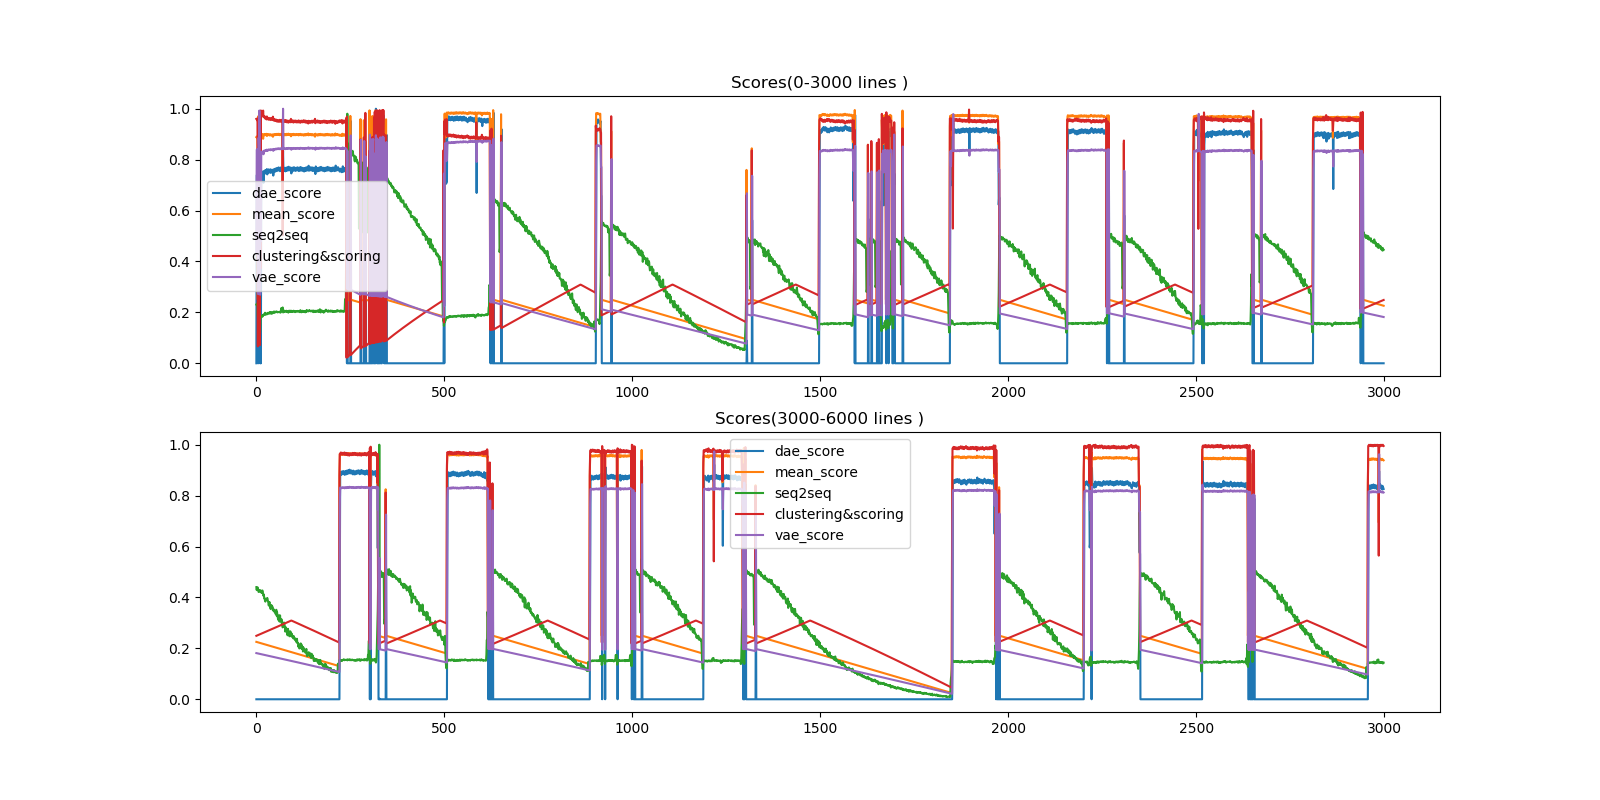 Scores(0-3000 lines )
1.0
0.8
0.6
0.4
0.2
0.0
dae_score
mean_score
seq2seq
clustering&scoring
vae_score
0 500 1000 1500 2000 2500 3000
Scores(3000-6000 lines )
1.0
0.8
0.6
0.4
0.2
0.0
dae_score
mean_score
seq2seq
clustering&scoring
vae_score
0 500 1000 1500 2000 2500 3000